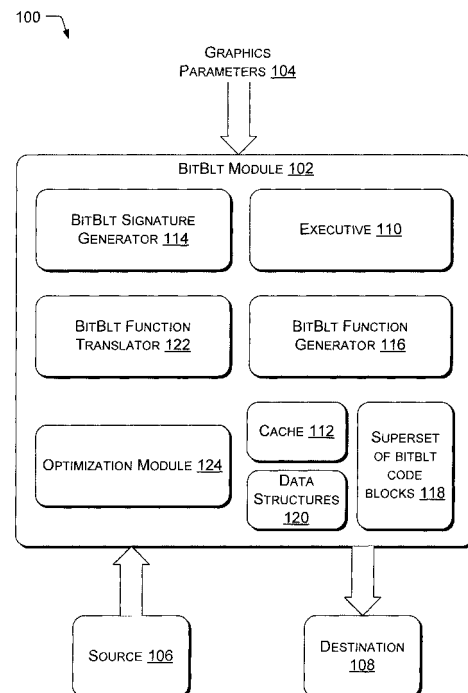 100
GRAPHICS
PARAMETERS 104
BITBLT MODULE 102
BITBLT SIGNATURE
GENERATOR 114
EXECUTIVE 110
BITBLT FUNCTION
TRANSLATOR 122
BITBLT FUNCTION
GENERATOR 116
OPTIMIZATION MODULE 124
CACHE 112
DATA
STRUCTURES
120
SUPERSET
OF BITBLT
CODE
BLOCKS 118
SOURCE 106
DESTINATION
108